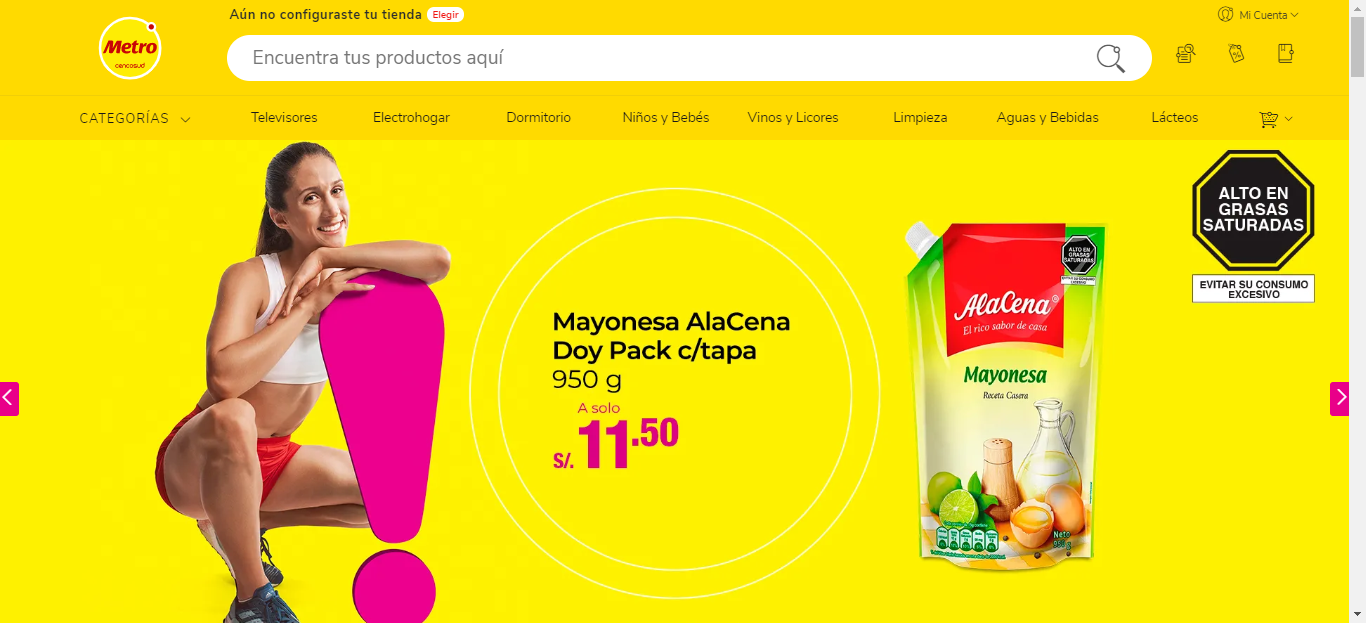 Aún no configuraste tu tienda Elegir
Mi Cuenta
Metro
cencosud
Encuentra tus productos aquí
CATEGORÍAS
Televisores
Electrohogar
Dormitorio
Niños y Bebés
Vinos y Licores
Limpieza
Aguas y Bebidas
Lácteos
ALTO EN
GRASAS
SATURADAS
EVITAR SU CONSUMO
EXCESIVO
Mayonesa AlaCena
Doy Pack c/tapa
950 g
A solo
S/. 11.50
ALTO EN
GRASAS
SATURADAS
AlaCena®
El rico sabor de casa
Mayonesa
Receta Casera
Neto
950 g